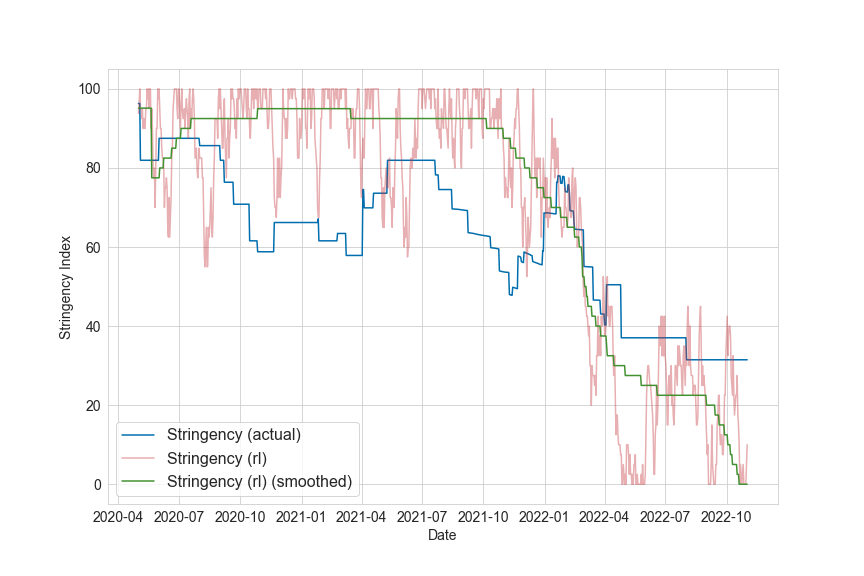 Stringency Index
100
80
60
40
20
0
Stringency (actual)
Stringency (rl)
Stringency (rl) (smoothed)
2020-04 2020-07 2020-10 2021-01 2021-04 2021-07 2021-10 2022-01 2022-04 2022-07 2022-10
Date